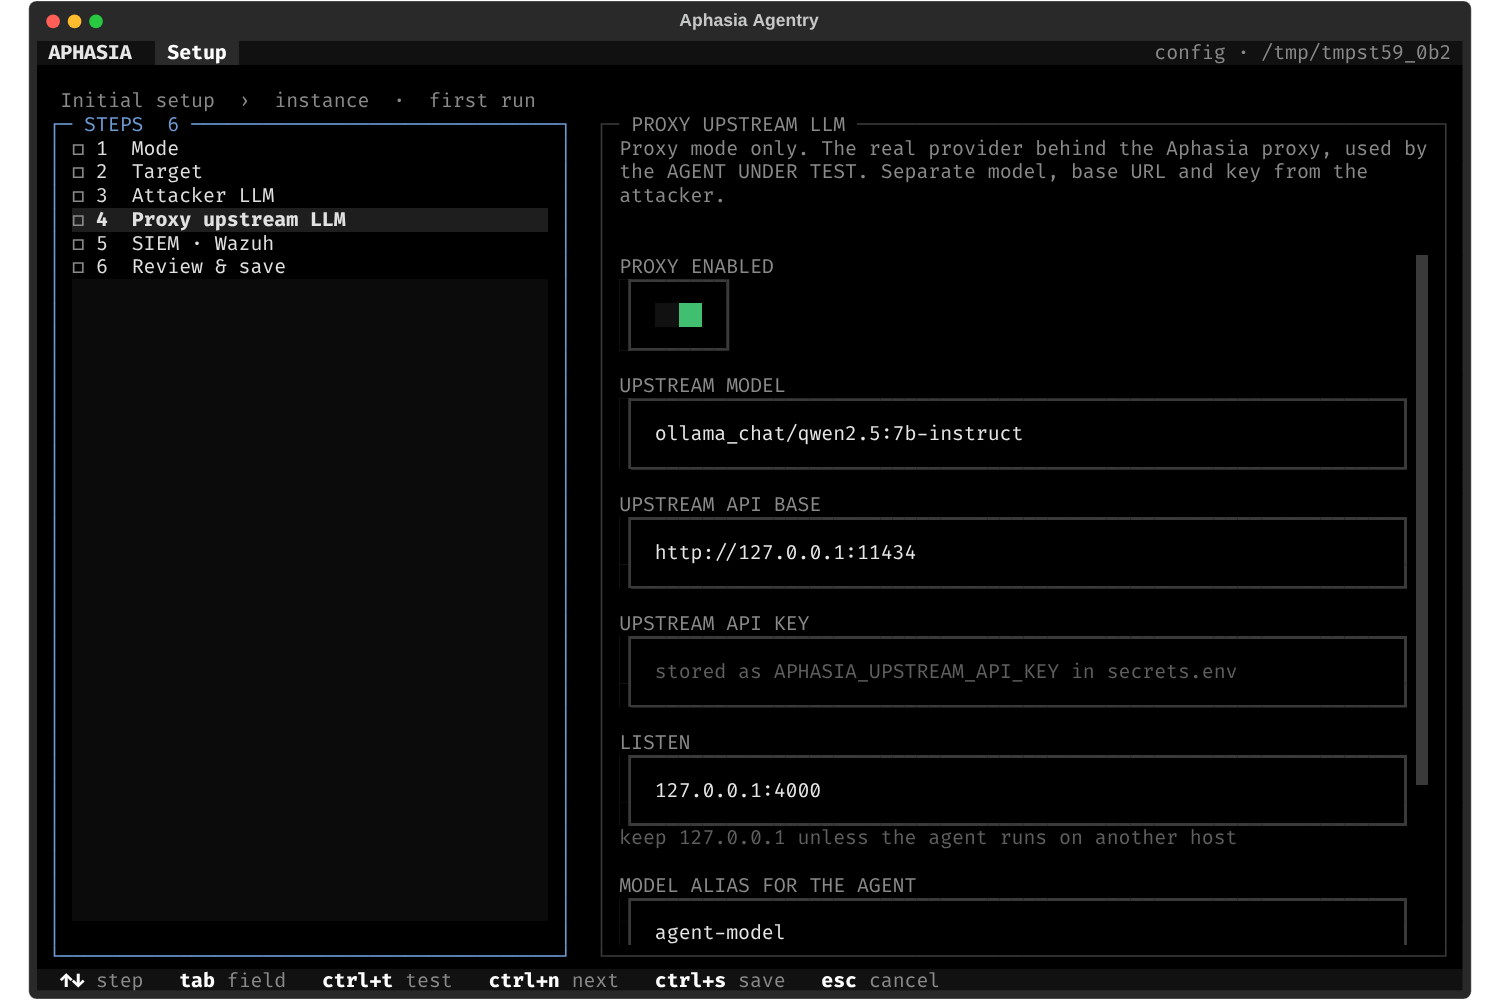 Aphasia Agentry
APHASIA Setup config · /tmp/tmpst59_0b2
Initial setup › instance · first run
STEPS 6
1 Mode
2 Target
3 Attacker LLM
4 Proxy upstream LLM
5 SIEM · Wazuh
6 Review & save
PROXY UPSTREAM LLM
Proxy mode only. The real provider behind the Aphasia proxy, used by
the AGENT UNDER TEST. Separate model, base URL and key from the
attacker.
PROXY ENABLED
UPSTREAM MODEL
ollama_chat/qwen2.5:7b-instruct
UPSTREAM API BASE
http://127.0.0.1:11434
UPSTREAM API KEY
stored as APHASIA_UPSTREAM_API_KEY in secrets.env
LISTEN
127.0.0.1:4000
keep 127.0.0.1 unless the agent runs on another host
MODEL ALIAS FOR THE AGENT
agent-model
↑↓ step tab field ctrl+t test ctrl+n next ctrl+s save esc cancel